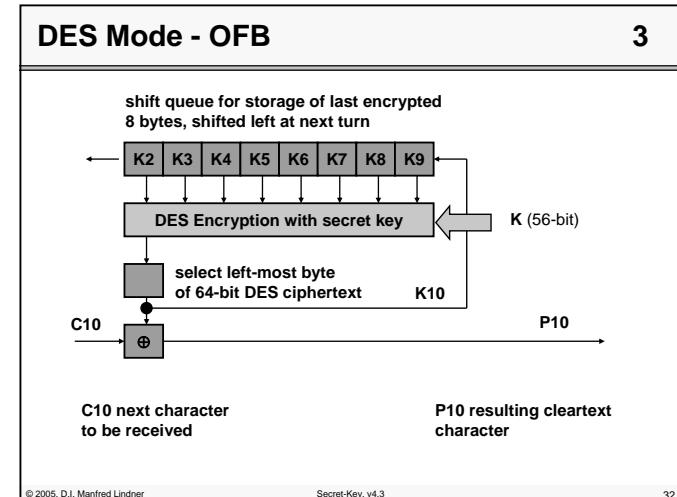 DES Mode - OFB 3
shift queue for storage of last encrypted
8 bytes, shifted left at next turn
K2 K3 K4 K5 K6 K7 K8 K9
DES Encryption with secret key
K (56-bit)
select left-most byte
of 64-bit DES ciphertext
K10
C10
P10
⊕
C10 next character
to be received
P10 resulting cleartext
character
© 2005, D.I. Manfred Lindner Secret-Key, v4.3 32